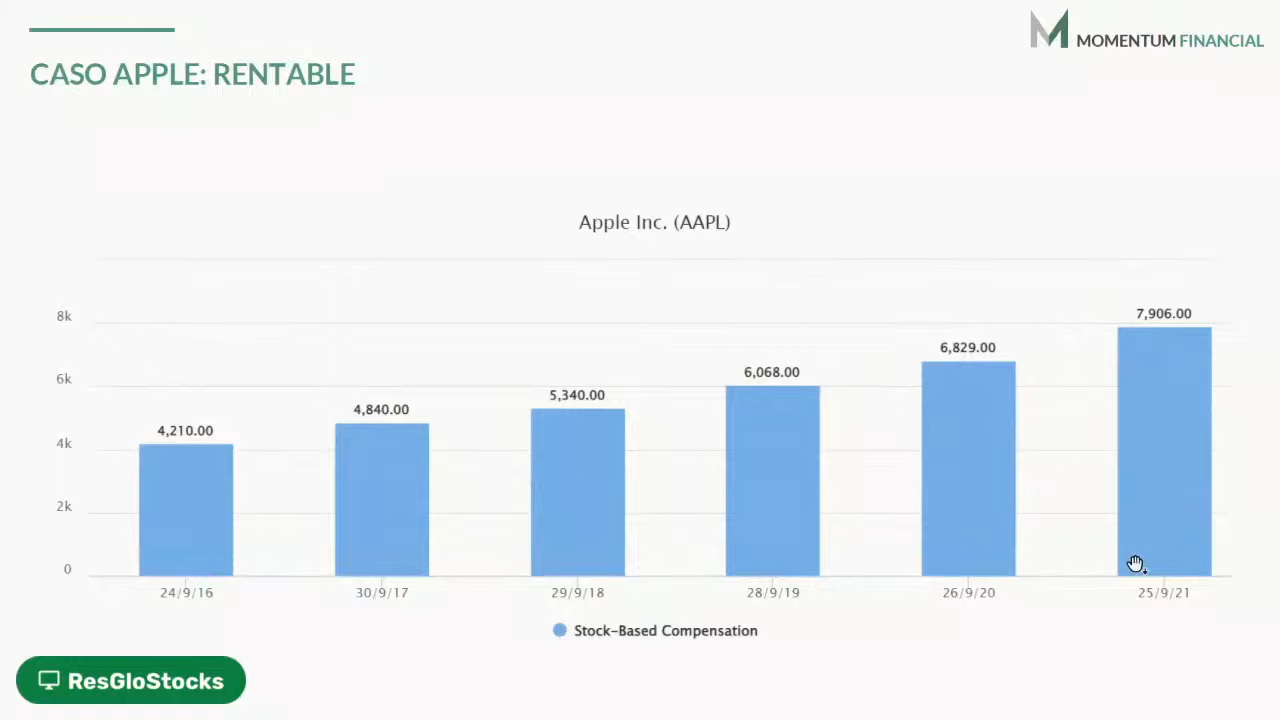 MOMENTUM FINANCIAL
CASO APPLE: RENTABLE
Apple Inc. (AAPL)
8k
6k
4k
2k
0
4,210.00
4,840.00
5,340.00
6,068.00
6,829.00
7,906.00
24/9/16
30/9/17
29/9/18
28/9/19
26/9/20
25/9/21
Stock-Based Compensation
ResGloStocks